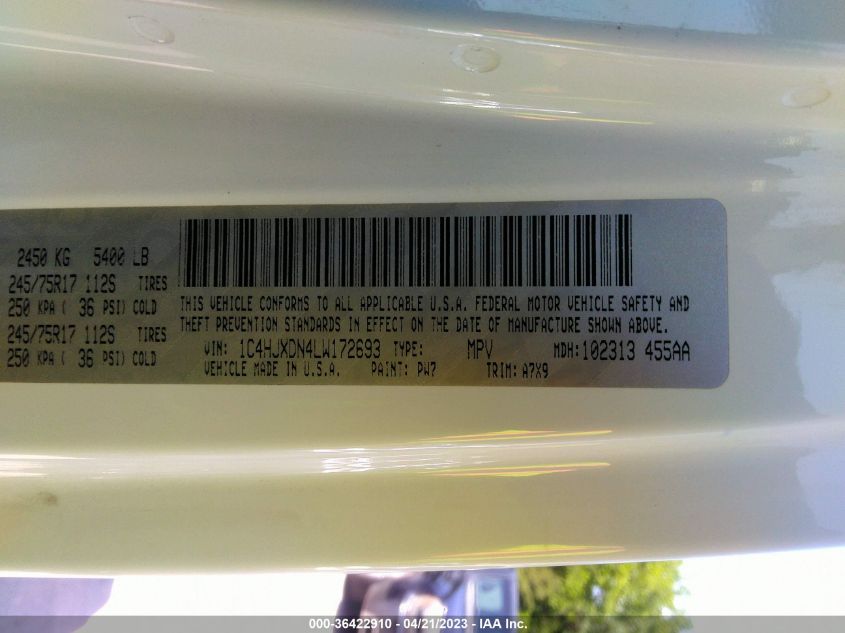 2450 KG 5400 LB
245/75R17 112S TIRES
250 KPA ( 36 PSI) COLD
245/75R17 112S TIRES
250 KPA ( 36 PSI) COLD
THIS VEHICLE CONFORMS TO ALL APPLICABLE U.S.A. FEDERAL MOTOR VEHICLE SAFETY AND
THEFT PREVENTION STANDARDS IN EFFECT ON THE DATE OF MANUFACTURE SHOWN ABOVE.
VIN: 1C4HJXDN4LW172693 TYPE: MPV MDH:102313 455AA
VEHICLE MADE IN U.S.A. PAINT: PW7 TRIM: A7X9
000-36422910 - 04/21/2023 - IAA Inc.